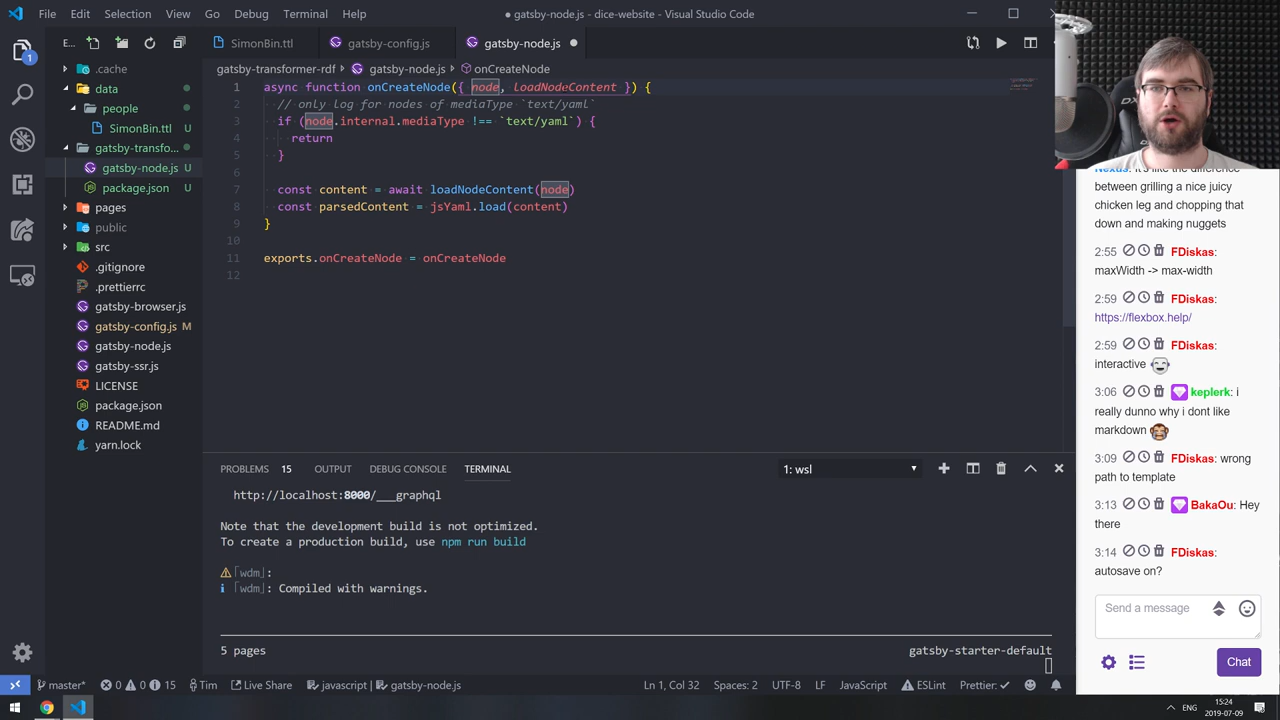 File Edit Selection View Go Debug Terminal Help
● gatsby-node.js - dice-website - Visual Studio Code
E...
SimonBin.ttl
gatsby-config.js
gatsby-node.js
gatsby-transformer-rdf
gatsby-node.js
onCreateNode
1
.cache
data
people
SimonBin.ttl U
gatsby-transfo...
gatsby-node.js U
package.json U
pages
public
src
.gitignore
.prettierrc
gatsby-browser.js
gatsby-config.js M
gatsby-node.js
gatsby-ssr.js
LICENSE
package.json
README.md
yarn.lock
1 async function onCreateNode({ node, loadNodeContent }) {
2 // only log for nodes of mediaType `text/yaml`
3 if (node.internal.mediaType !== `text/yaml`) {
4 return
5 }
6
7 const content = await loadNodeContent(node)
8 const parsedContent = jsYaml.load(content)
9 }
10
11 exports.onCreateNode = onCreateNode
12
PROBLEMS 15 OUTPUT DEBUG CONSOLE TERMINAL
1: wsl
http://localhost:8000/___graphql
Note that the development build is not optimized.
To create a production build, use npm run build
⚠ ｢wdm｣:
ℹ ｢wdm｣: Compiled with warnings.
5 pages gatsby-starter-default
master* 0 0 15 Tim Live Share javascript | gatsby-node.js
Ln 1, Col 32 Spaces: 2 UTF-8 LF JavaScript ESLint Prettier: ✓
Nexus: It's like the difference
between grilling a nice juicy
chicken leg and chopping that
down and making nuggets
2:55 FDiskas:
maxWidth -> max-width
2:59 FDiskas:
https://flexbox.help/
2:59 FDiskas:
interactive
3:06 keplerk: i
really dunno why i dont like
markdown
3:09 FDiskas: wrong
path to template
3:13 BakaOu: Hey
there
3:14 FDiskas:
autosave on?
Send a message
Chat
ENG
15:24
2019-07-09